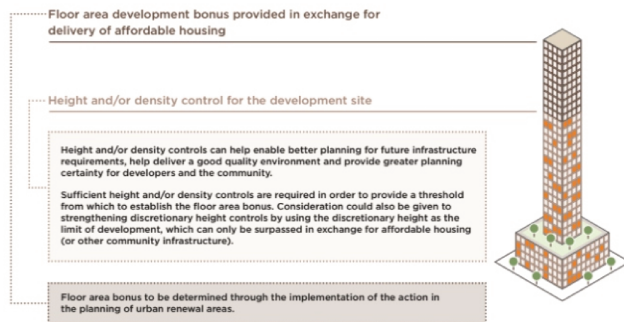 Floor area development bonus provided in exchange for
delivery of affordable housing
Height and/or density control for the development site
Height and/or density controls can help enable better planning for future infrastructure
requirements, help deliver a good quality environment and provide greater planning
certainty for developers and the community.
Sufficient height and/or density controls are required in order to provide a threshold
from which to establish the floor area bonus. Consideration could also be given to
strengthening discretionary height controls by using the discretionary height as the
limit of development, which can only be surpassed in exchange for affordable housing
(or other community infrastructure).
Floor area bonus to be determined through the implementation of the action in
the planning of urban renewal areas.